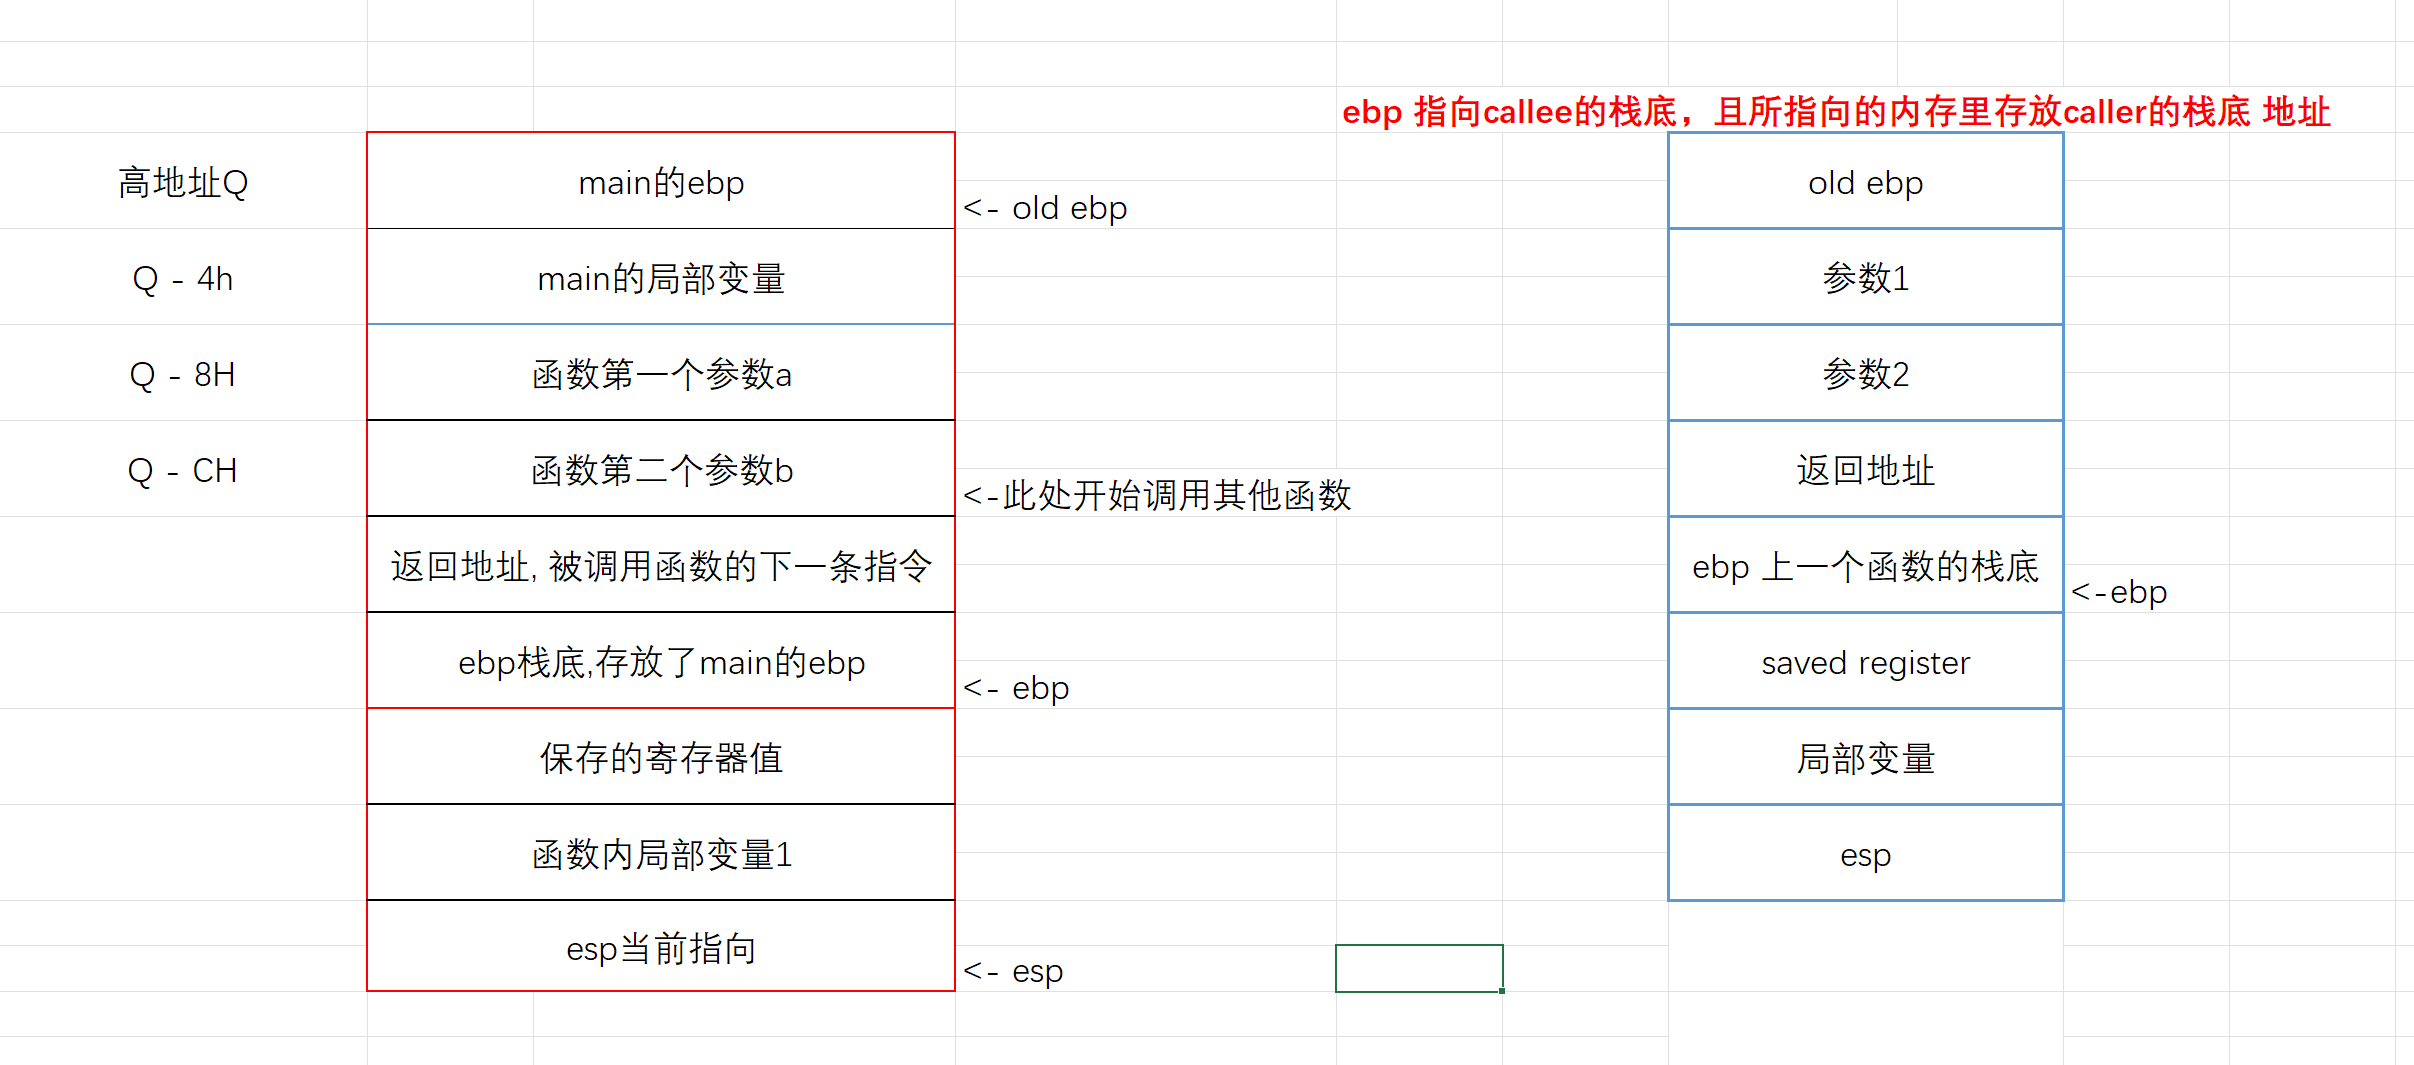 ebp 指向callee的栈底，且所指向的内存里存放caller的栈底 地址
高地址Q
main的ebp
<- old ebp
Q - 4h
main的局部变量
Q - 8H
函数第一个参数a
Q - CH
函数第二个参数b
<-此处开始调用其他函数
返回地址, 被调用函数的下一条指令
ebp栈底,存放了main的ebp
<- ebp
保存的寄存器值
函数内局部变量1
esp当前指向
<- esp
old ebp
参数1
参数2
返回地址
ebp 上一个函数的栈底
<-ebp
saved register
局部变量
esp